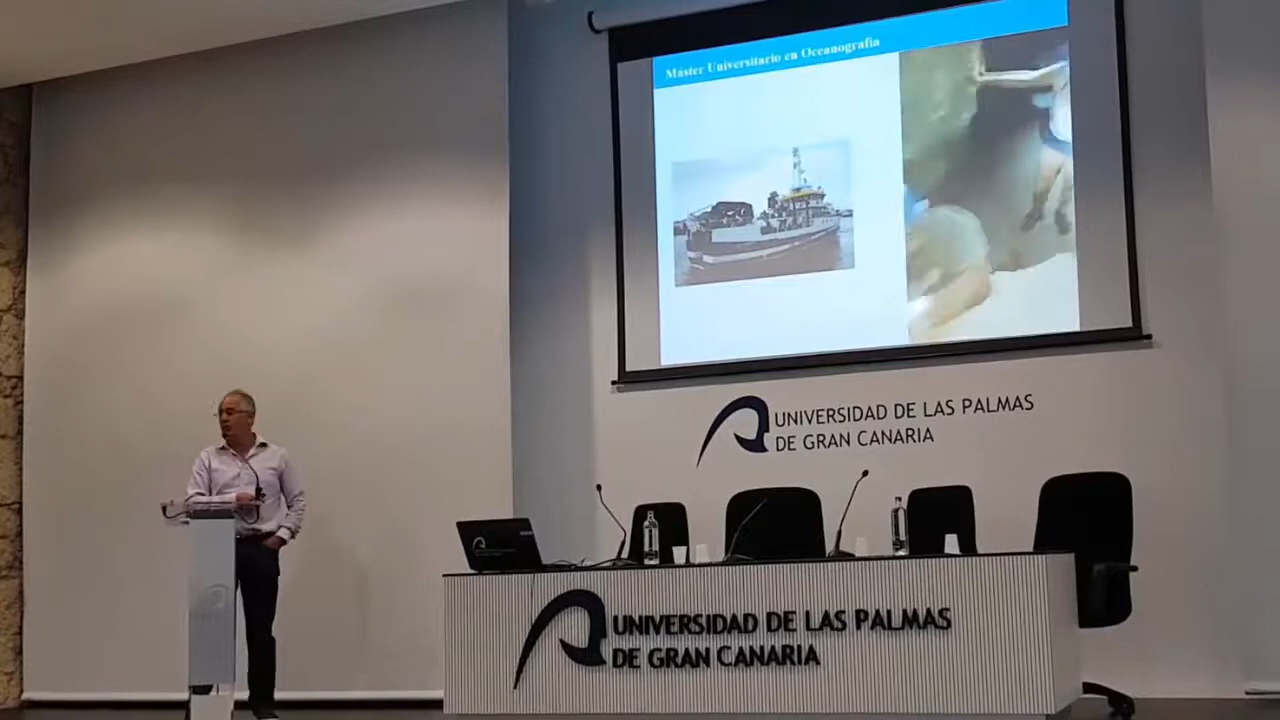 Máster Universitario en Oceanografía
UNIVERSIDAD DE LAS PALMAS
DE GRAN CANARIA
UNIVERSIDAD DE LAS PALMAS
DE GRAN CANARIA